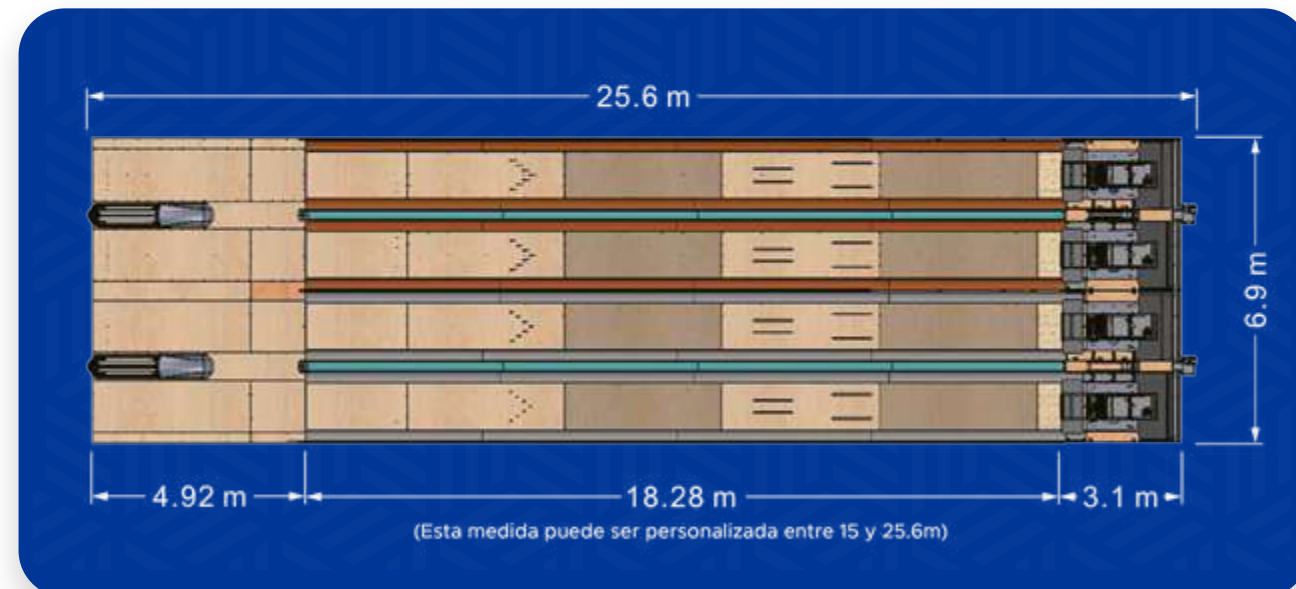 25.6 m
6.9 m
4.92 m
18.28 m
3.1 m
(Esta medida puede ser personalizada entre 15 y 25.6m)